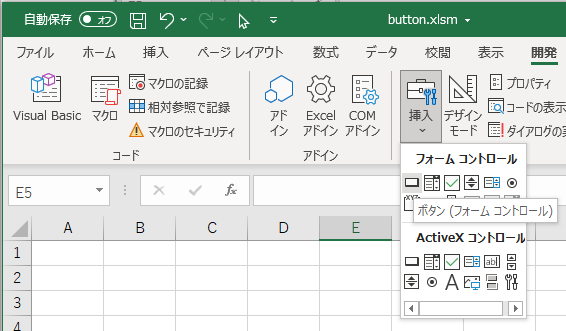 自動保存 オフ button.xlsm
ファイル ホーム 挿入 ページ レイアウト 数式 データ 校閲 表示 開発
Visual Basic
マクロ
マクロの記録
相対参照で記録
マクロのセキュリティ
コード
アド
イン
Excel
アドイン
COM
アドイン
アドイン
挿入
デザイン
モード
プロパティ
コードの表示
ダイアログの実
フォーム コントロール
ボタン (フォーム コントロール)
ActiveX コントロール
E5
fx
A B C D E
1
2
3
4